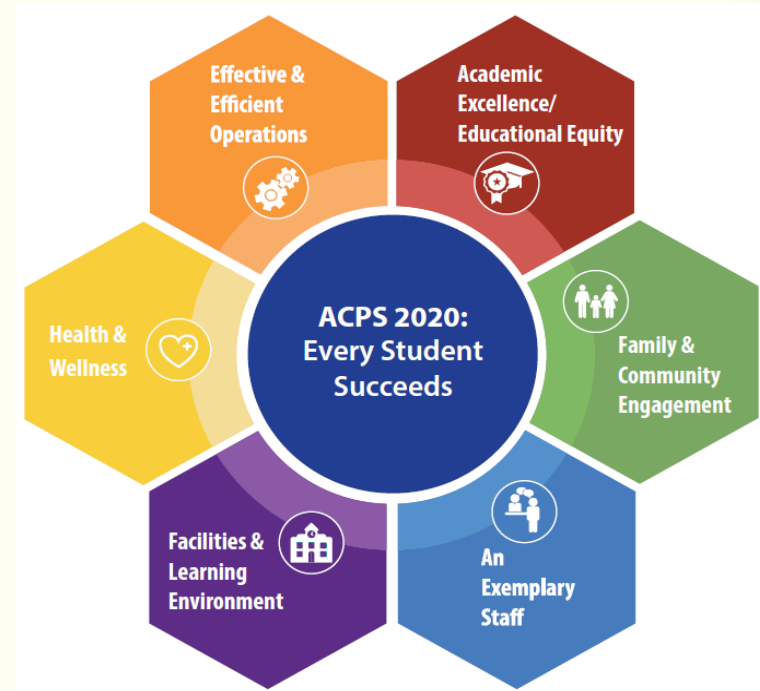 Effective &
Efficient
Operations
Academic
Excellence/
Educational Equity
Health &
Wellness
ACPS 2020:
Every Student
Succeeds
Family &
Community
Engagement
Facilities &
Learning
Environment
An
Exemplary
Staff